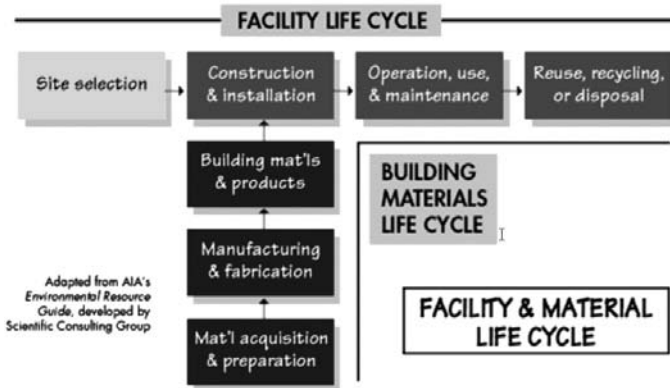 FACILITY LIFE CYCLE
Site selection
Construction
& installation
Operation, use,
& maintenance
Reuse, recycling,
or disposal
Building mat'ls
& products
BUILDING
MATERIALS
LIFE CYCLE
Manufacturing
& fabrication
Adapted from AIA's
Environmental Resource
Guide, developed by
Scientific Consulting Group
FACILITY & MATERIAL
LIFE CYCLE
Mat'l acquisition
& preparation